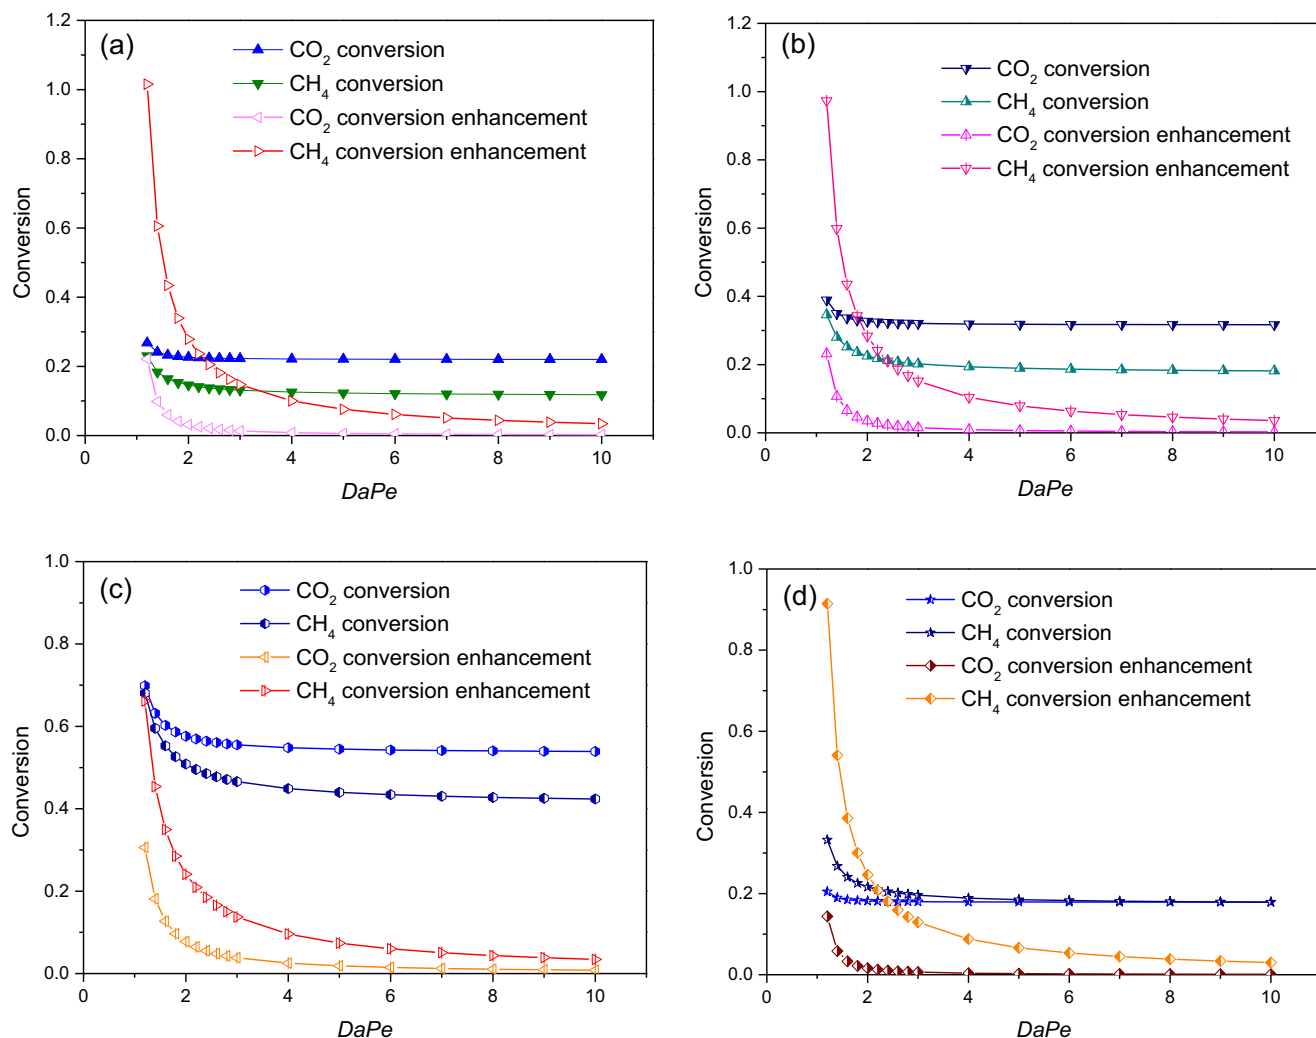 (a)
CO2 conversion
CH4 conversion
CO2 conversion enhancement
CH4 conversion enhancement
Conversion
1.2
1.0
0.8
0.6
0.4
0.2
0.0
0 2 4 6 8 10
DaPe
(b)
CO2 conversion
CH4 conversion
CO2 conversion enhancement
CH4 conversion enhancement
Conversion
1.2
1.0
0.8
0.6
0.4
0.2
0.0
0 2 4 6 8 10
DaPe
(c)
CO2 conversion
CH4 conversion
CO2 conversion enhancement
CH4 conversion enhancement
Conversion
1.0
0.8
0.6
0.4
0.2
0.0
0 2 4 6 8 10
DaPe
(d)
CO2 conversion
CH4 conversion
CO2 conversion enhancement
CH4 conversion enhancement
Conversion
1.0
0.8
0.6
0.4
0.2
0.0
0 2 4 6 8 10
DaPe